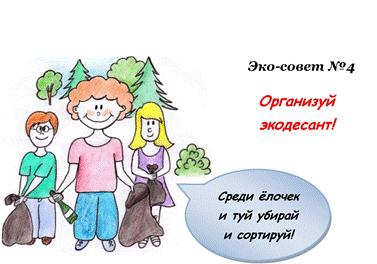 Эко-совет №4
Организуй
экодесант!
Среди ёлочек
и туй убирай
и сортируй!